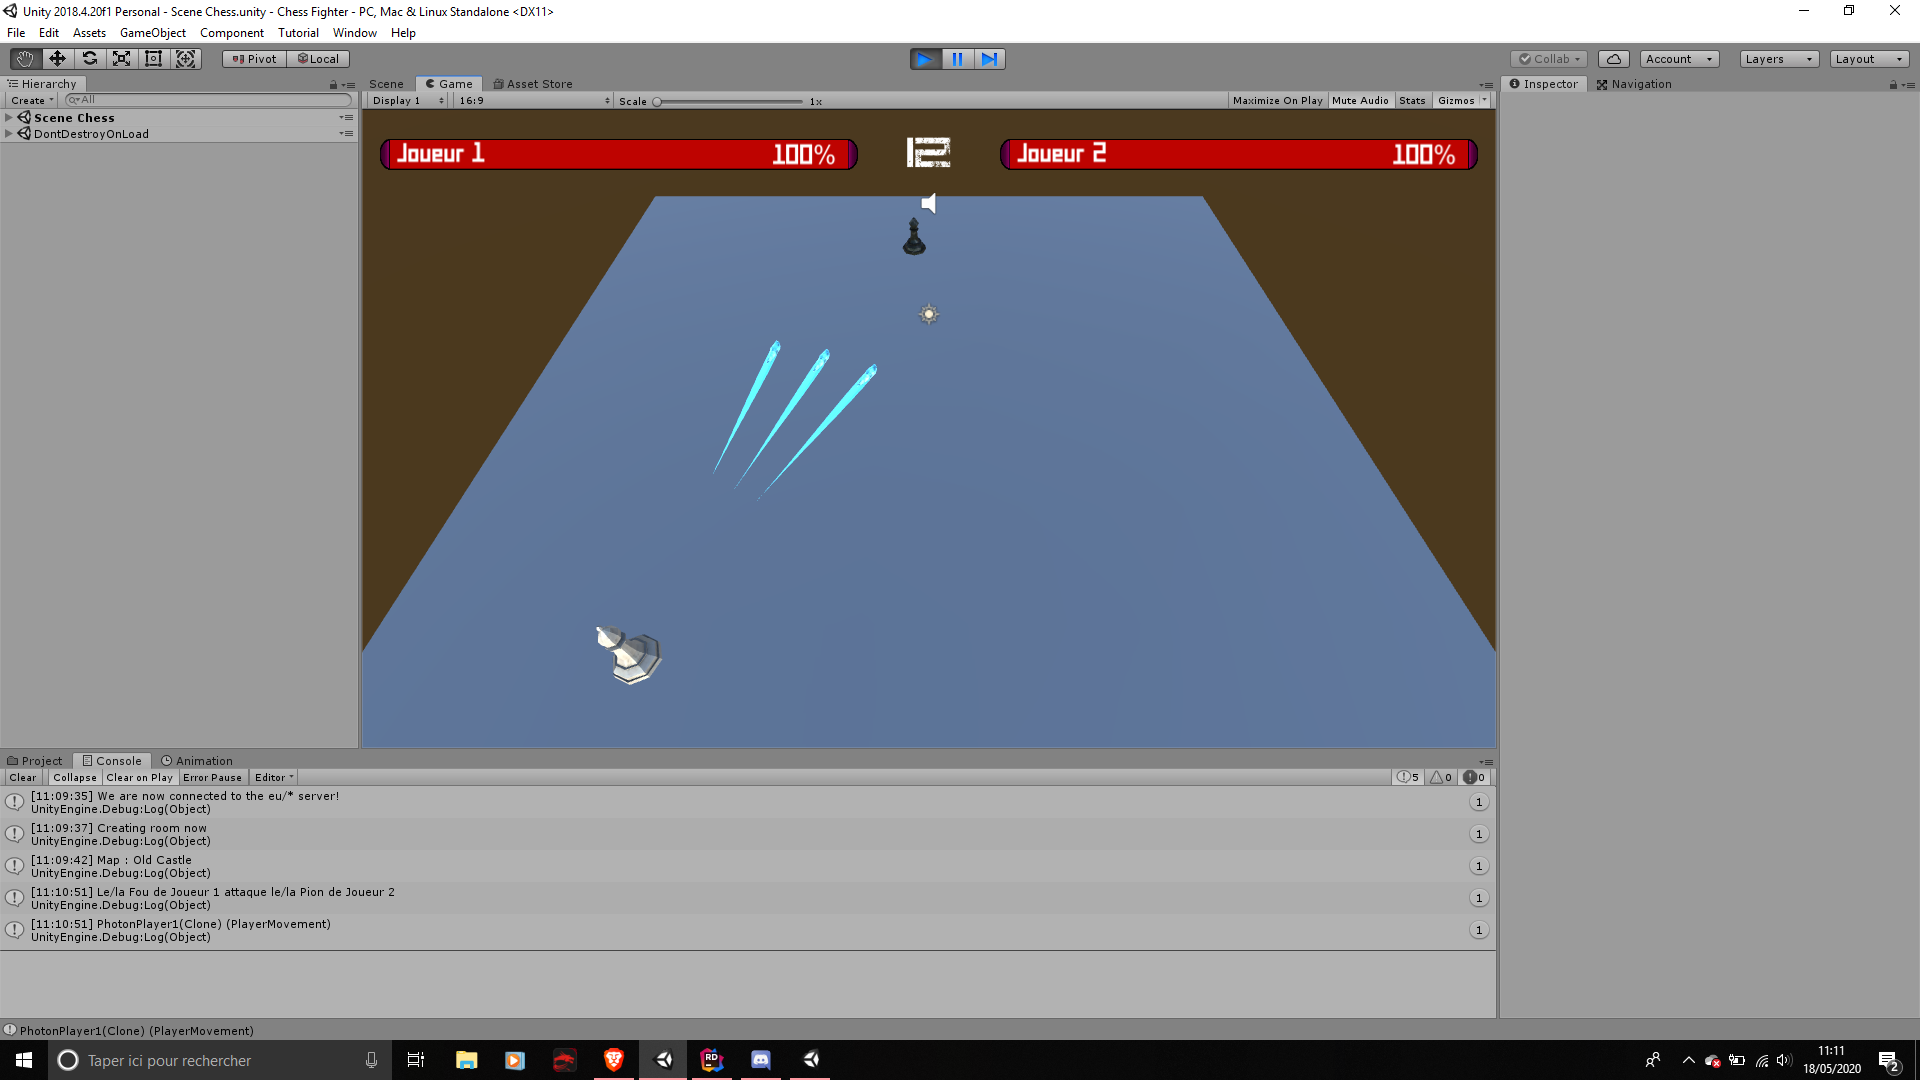 Unity 2018.4.20f1 Personal - Scene Chess.unity - Chess Fighter - PC, Mac & Linux Standalone <DX11>
File Edit Assets GameObject Component Tutorial Window Help
Pivot Local Collab Account Layers Layout
Hierarchy Scene Game Asset Store Inspector Navigation
Create All Display 1 16:9 Scale 1x Maximize On Play Mute Audio Stats Gizmos
Scene Chess
DontDestroyOnLoad
Joueur 1 100% 12 Joueur 2 100%
Project Console Animation
Clear Collapse Clear on Play Error Pause Editor 5 0 0
[11:09:35] We are now connected to the eu/* server!
UnityEngine.Debug:Log(Object)
1
[11:09:37] Creating room now
UnityEngine.Debug:Log(Object)
1
[11:09:42] Map : Old Castle
UnityEngine.Debug:Log(Object)
1
[11:10:51] Le/la Fou de Joueur 1 attaque le/la Pion de Joueur 2
UnityEngine.Debug:Log(Object)
1
[11:10:51] PhotonPlayer1(Clone) (PlayerMovement)
UnityEngine.Debug:Log(Object)
1
PhotonPlayer1(Clone) (PlayerMovement)
Taper ici pour rechercher
RD
11:11
18/05/2020
2